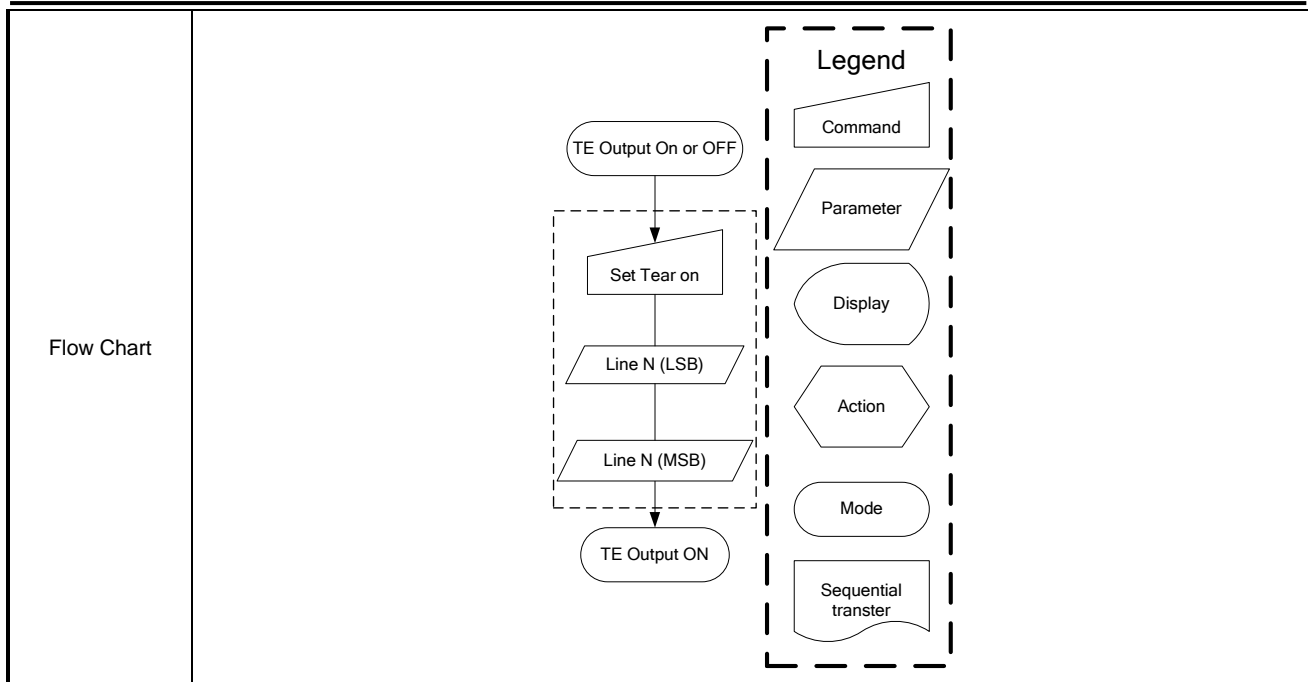 Flow Chart
TE Output On or OFF
Set Tear on
Line N (LSB)
Line N (MSB)
TE Output ON
Legend
Command
Parameter
Display
Action
Mode
Sequential
transter